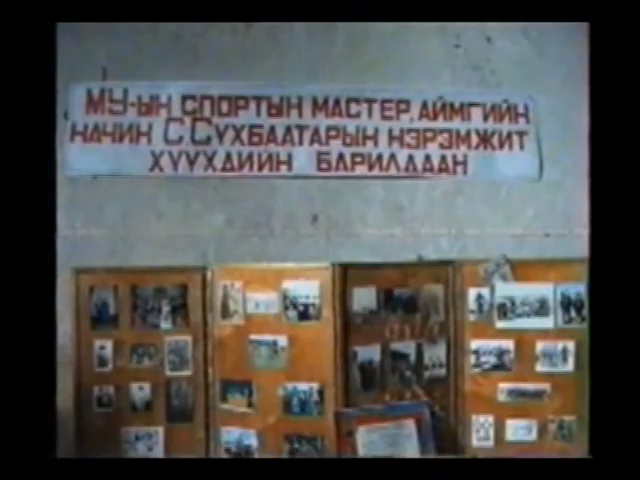 МУ-ЫН СПОРТЫН МАСТЕР, АЙМГИЙН
НАЧИН С.СҮХБААТАРЫН НЭРЭМЖИТ
ХҮҮХДИЙН БАРИЛДААН